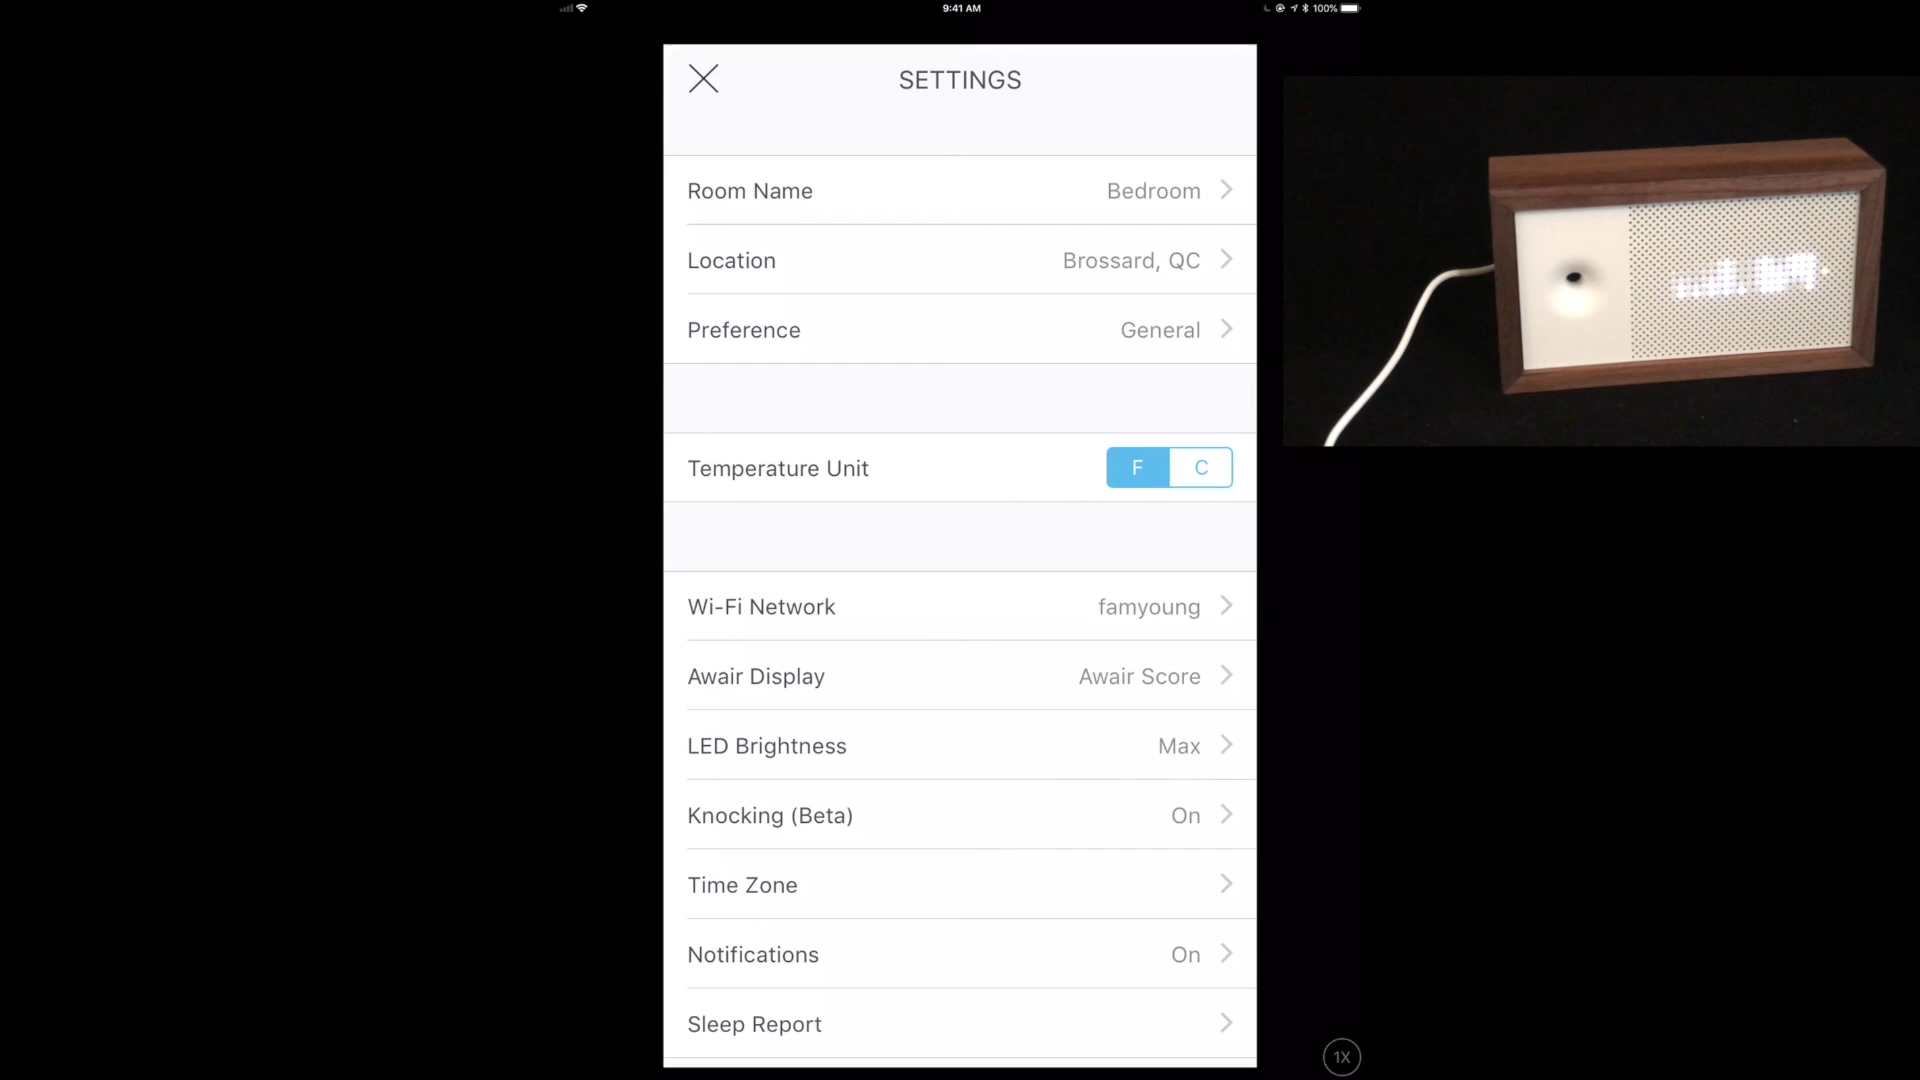 9:41 AM
100%
SETTINGS
Room Name Bedroom
Location Brossard, QC
Preference General
Temperature Unit F C
Wi-Fi Network famyoung
Awair Display Awair Score
LED Brightness Max
Knocking (Beta) On
Time Zone
Notifications On
Sleep Report
1X